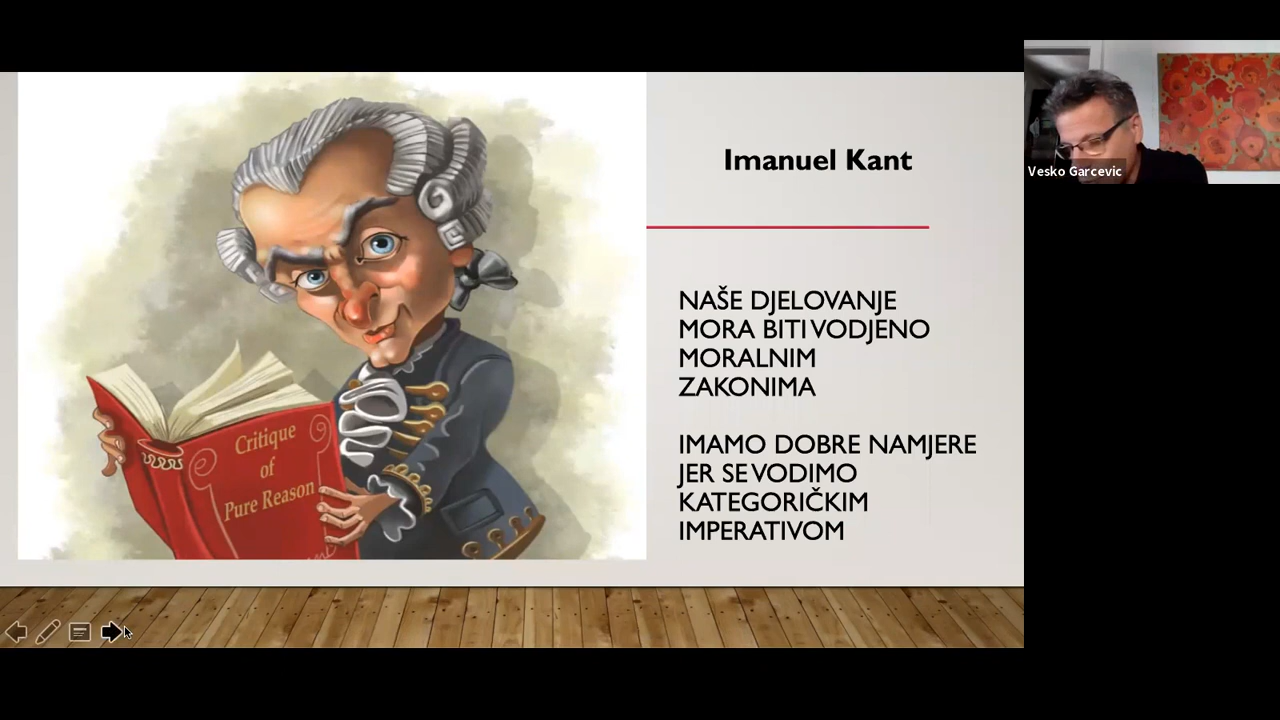 Imanuel Kant
NAŠE DJELOVANJE
MORA BITI VODJENO
MORALNIM
ZAKONIMA
IMAMO DOBRE NAMJERE
JER SE VODIMO
KATEGORIČKIM
IMPERATIVOM
Critique
of
Pure Reason
Vesko Garcevic